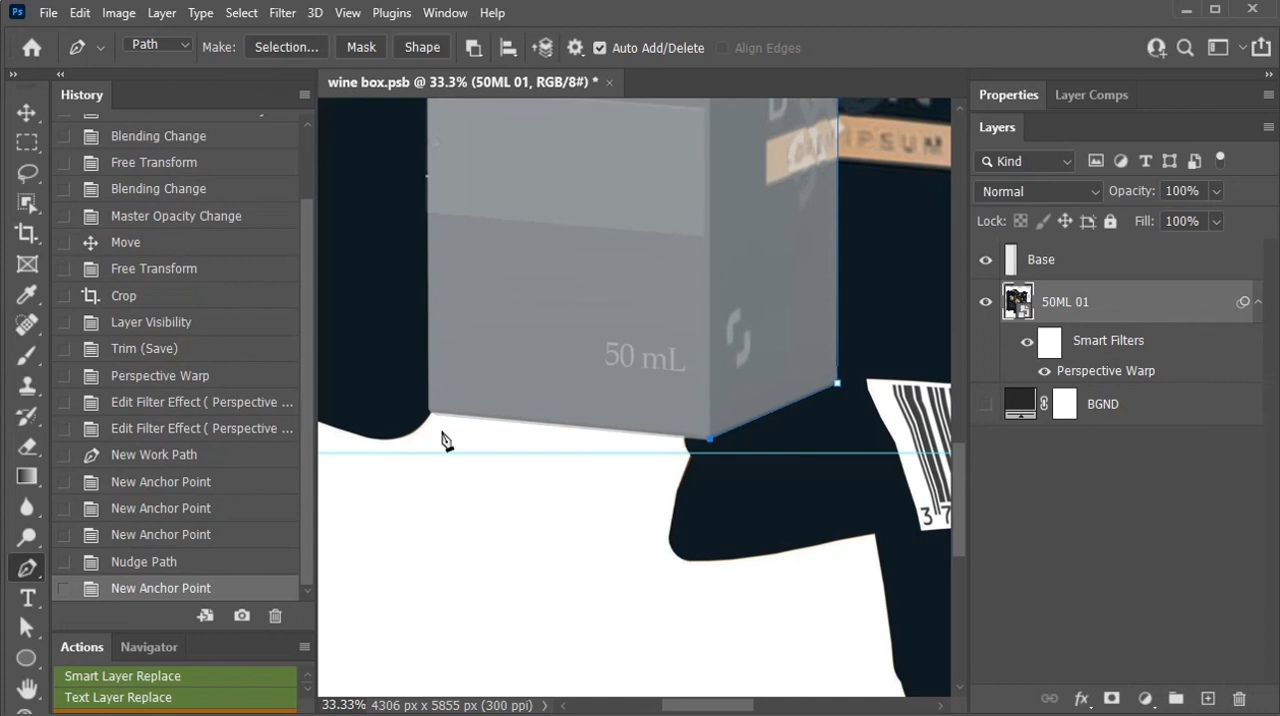 Ps File Edit Image Layer Type Select Filter 3D View Plugins Window Help
Path Make: Selection... Mask Shape Auto Add/Delete Align Edges
History
Blending Change
Free Transform
Blending Change
Master Opacity Change
Move
Free Transform
Crop
Layer Visibility
Trim (Save)
Perspective Warp
Edit Filter Effect ( Perspective ...
Edit Filter Effect ( Perspective ...
New Work Path
New Anchor Point
New Anchor Point
New Anchor Point
Nudge Path
New Anchor Point
Actions Navigator
Smart Layer Replace
Text Layer Replace
wine box.psb @ 33.3% (50ML 01, RGB/8#) *
IPSUM
50 mL
37
33.33% 4306 px x 5855 px (300 ppi)
Properties Layer Comps
Layers
Kind
Normal Opacity: 100%
Lock: Fill: 100%
Base
50ML 01
Smart Filters
Perspective Warp
BGND
fx